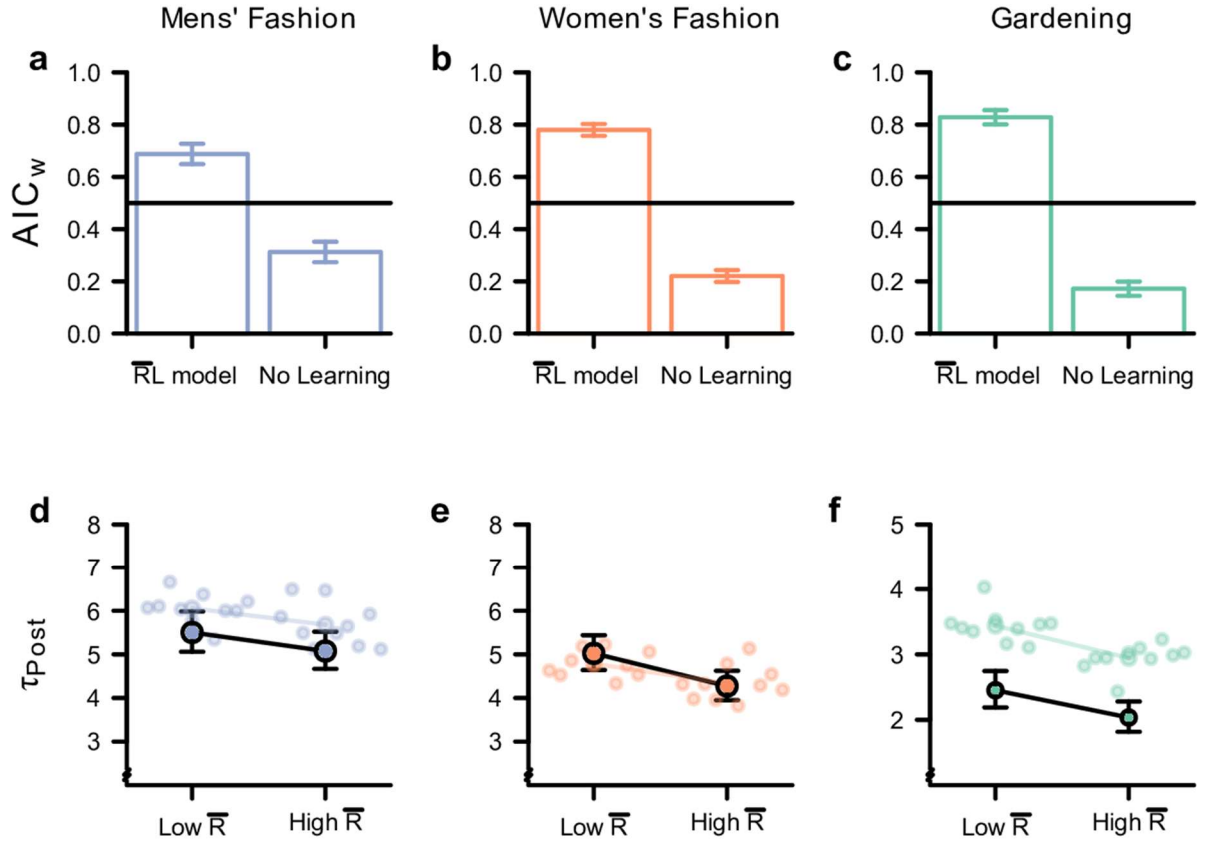 Mens' Fashion
Women's Fashion
Gardening
a
b
c
AICw
1.0
0.8
0.6
0.4
0.2
0.0
1.0
0.8
0.6
0.4
0.2
0.0
1.0
0.8
0.6
0.4
0.2
0.0
R̅L model No Learning
R̅L model No Learning
R̅L model No Learning
d
e
f
τPost
8
7
6
5
4
3
8
7
6
5
4
3
5
4
3
2
Low R̅ High R̅
Low R̅ High R̅
Low R̅ High R̅